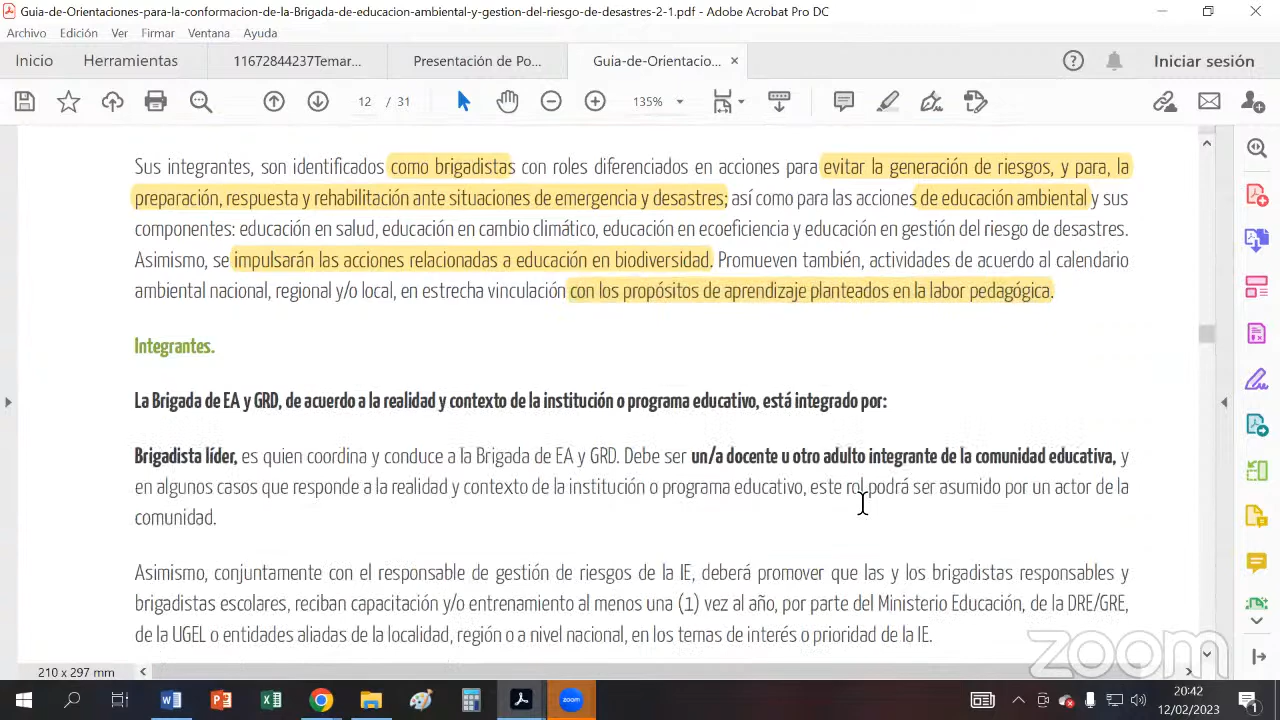 Guia-de-Orientaciones-para-la-conformacion-de-la-Brigada-de-educacion-ambiental-y-gestion-del-riesgo-de-desastres-2-1.pdf - Adobe Acrobat Pro DC
Archivo Edición Ver Firmar Ventana Ayuda
Inicio Herramientas 11672844237Temar... Presentación de Po... Guia-de-Orientacio... × Iniciar sesión
12 / 31 135%
Sus integrantes, son identificados como brigadistas con roles diferenciados en acciones para evitar la generación de riesgos, y para, la
preparación, respuesta y rehabilitación ante situaciones de emergencia y desastres; así como para las acciones de educación ambiental y sus
componentes: educación en salud, educación en cambio climático, educación en ecoeficiencia y educación en gestión del riesgo de desastres.
Asimismo, se impulsarán las acciones relacionadas a educación en biodiversidad. Promueven también, actividades de acuerdo al calendario
ambiental nacional, regional y/o local, en estrecha vinculación con los propósitos de aprendizaje planteados en la labor pedagógica.
Integrantes.
La Brigada de EA y GRD, de acuerdo a la realidad y contexto de la institución o programa educativo, está integrado por:
Brigadista líder, es quien coordina y conduce a la Brigada de EA y GRD. Debe ser un/a docente u otro adulto integrante de la comunidad educativa, y
en algunos casos que responde a la realidad y contexto de la institución o programa educativo, este rol podrá ser asumido por un actor de la
comunidad.
Asimismo, conjuntamente con el responsable de gestión de riesgos de la IE, deberá promover que las y los brigadistas responsables y
brigadistas escolares, reciban capacitación y/o entrenamiento al menos una (1) vez al año, por parte del Ministerio Educación, de la DRE/GRE,
de la UGEL o entidades aliadas de la localidad, región o a nivel nacional, en los temas de interés o prioridad de la IE.
zoom
210 x 297 mm
zoom
20:42
12/02/2023
1